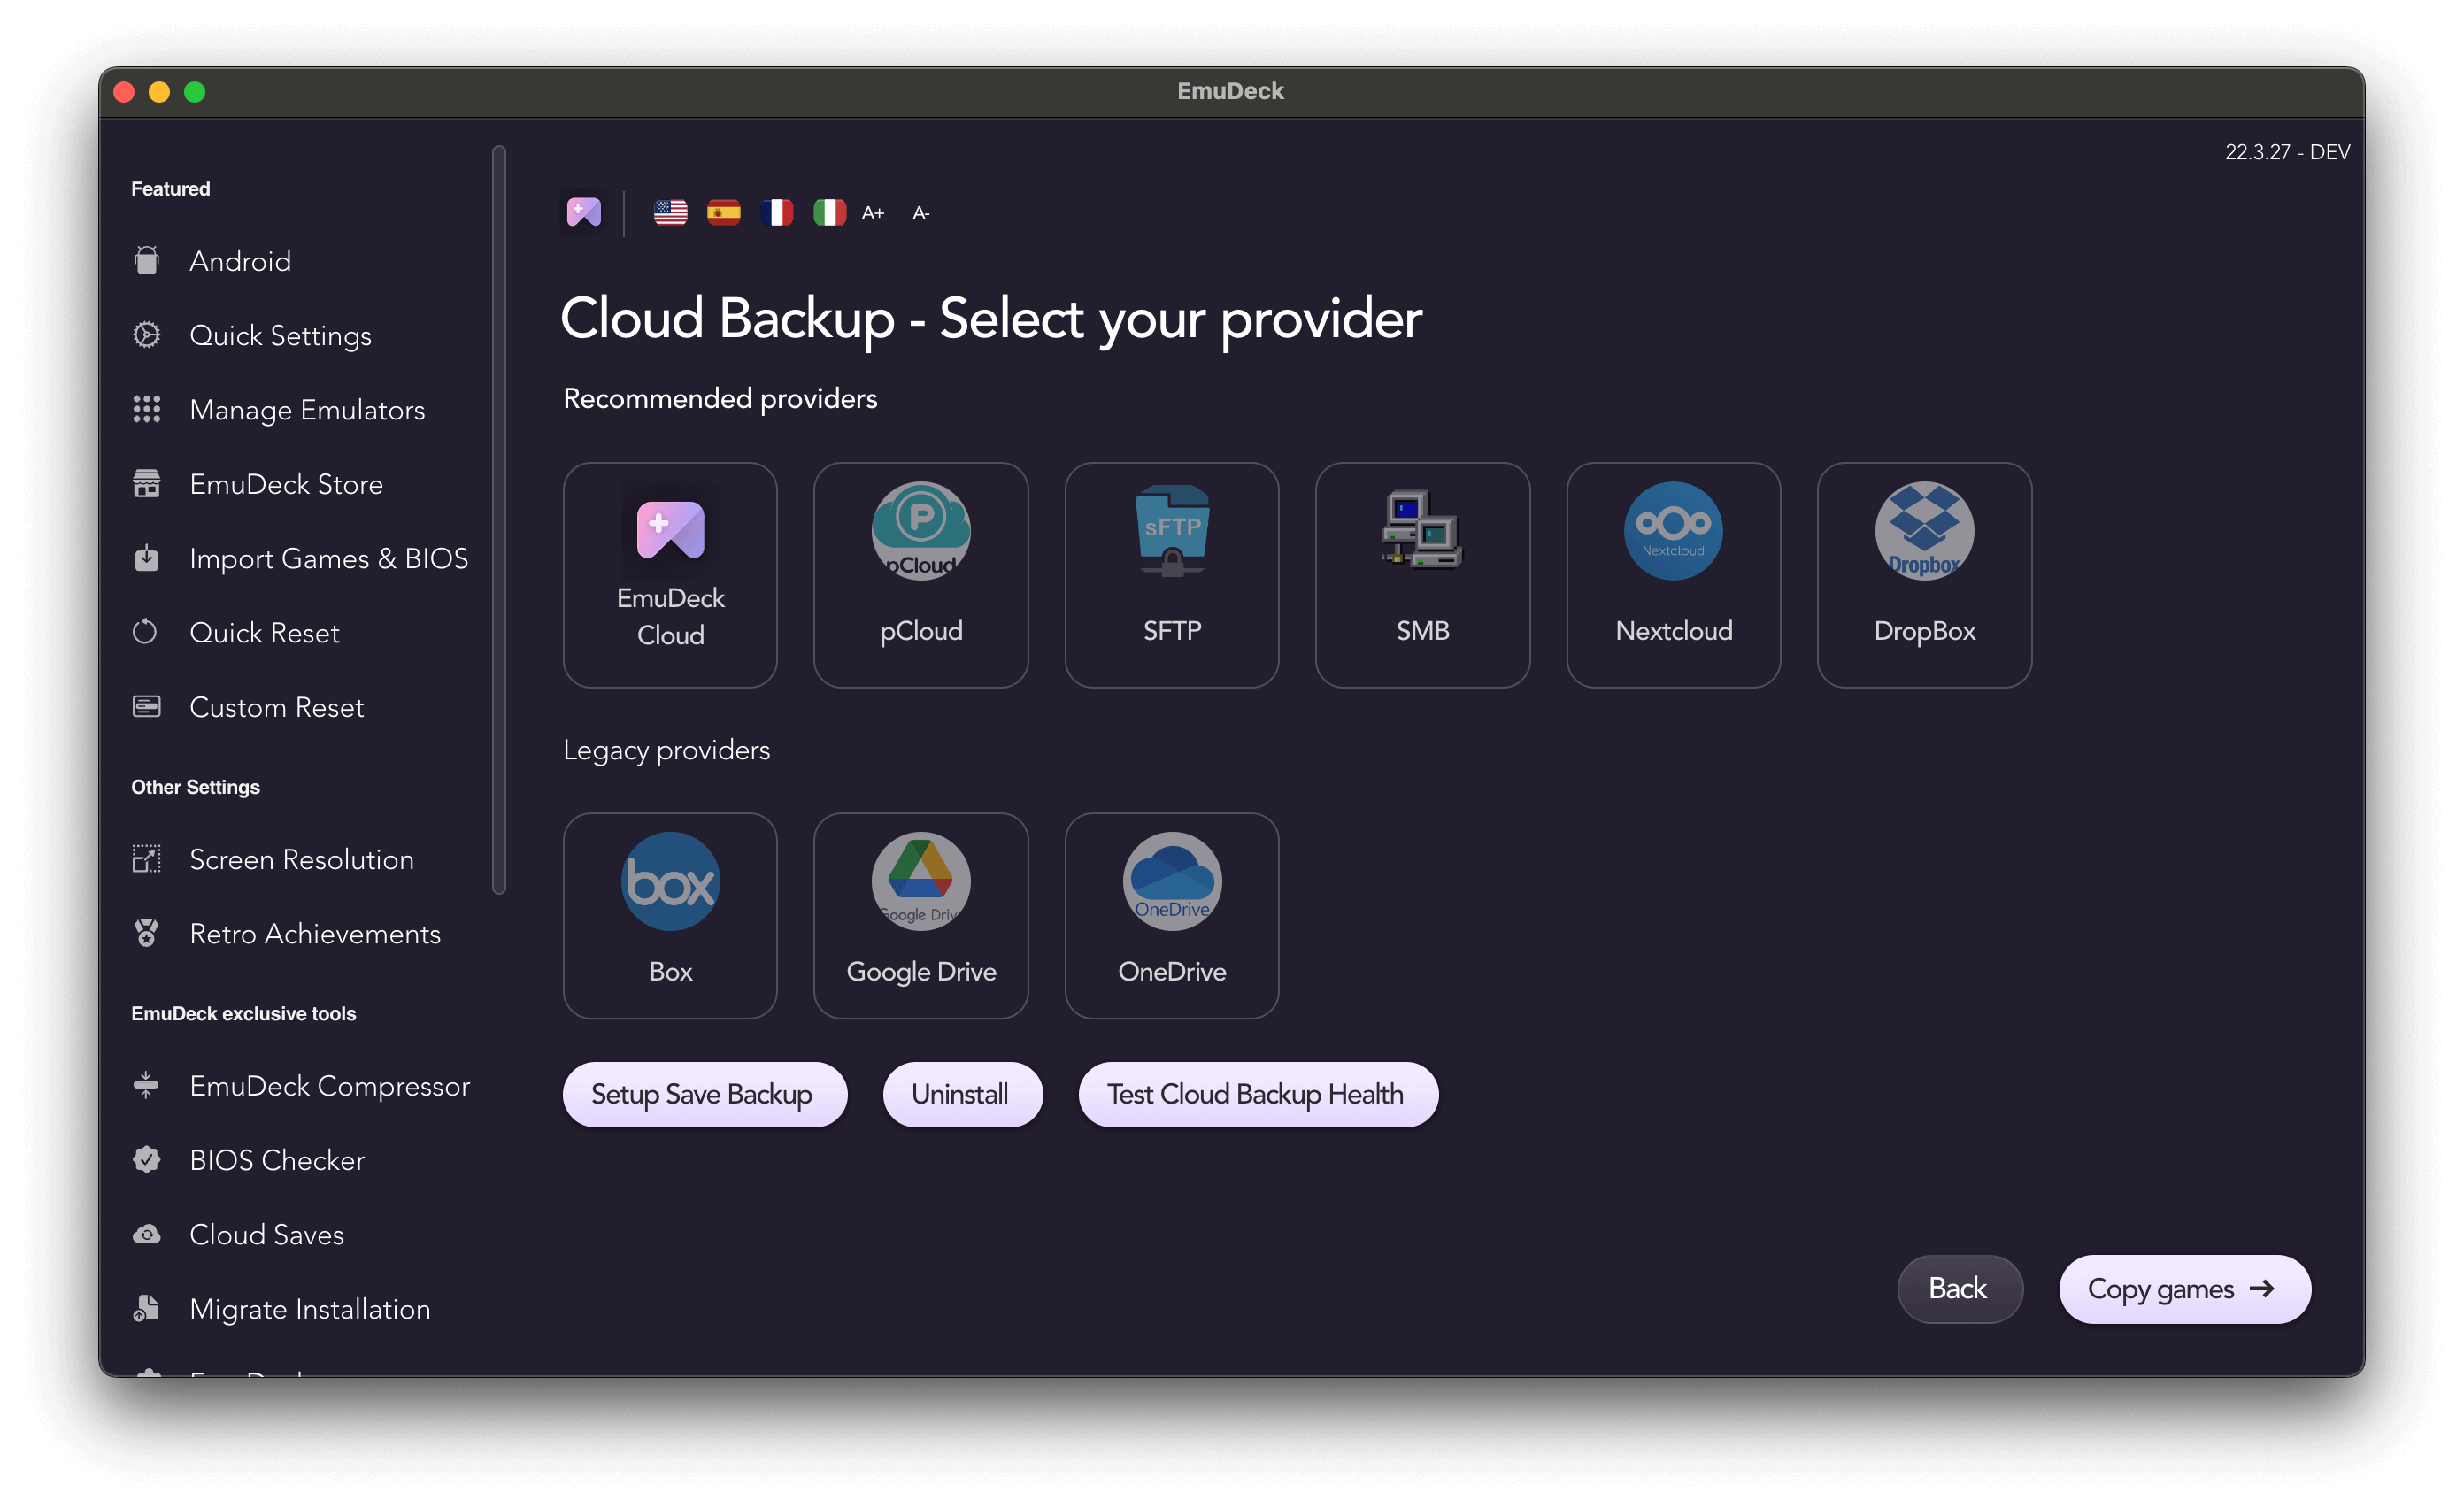 EmuDeck
22.3.27 - DEV
Featured
Android
Quick Settings
Manage Emulators
EmuDeck Store
Import Games & BIOS
Quick Reset
Custom Reset
Other Settings
Screen Resolution
Retro Achievements
EmuDeck exclusive tools
EmuDeck Compressor
BIOS Checker
Cloud Saves
Migrate Installation
A+ A-
Cloud Backup - Select your provider
Recommended providers
EmuDeck
Cloud
P
pCloud
pCloud
sFTP
SFTP
SMB
Nextcloud
Nextcloud
Dropbox
DropBox
Legacy providers
box
Box
Google Driv
Google Drive
OneDrive
OneDrive
Setup Save Backup
Uninstall
Test Cloud Backup Health
Back
Copy games →